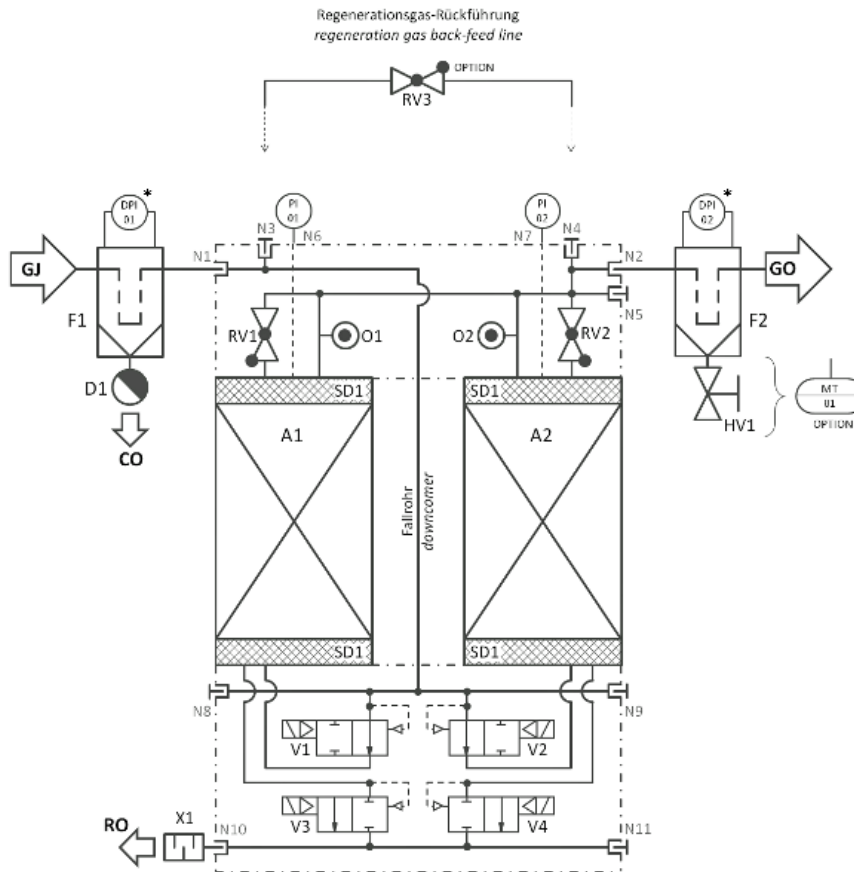 Regenerationsgas-Rückführung
regeneration gas back-feed line
OPTION
RV3
DPI
01
*
PI
01
PI
02
DPI
02
*
N3
N6
N7
N4
N1
N2
GJ
GO
N5
F1
RV1
O1
O2
RV2
F2
D1
SD1
SD1
MT
01
HV1
OPTION
CO
A1
A2
Fallrohr
downcomer
SD1
SD1
N8
N9
V1
V2
X1
RO
N10
V3
V4
N11